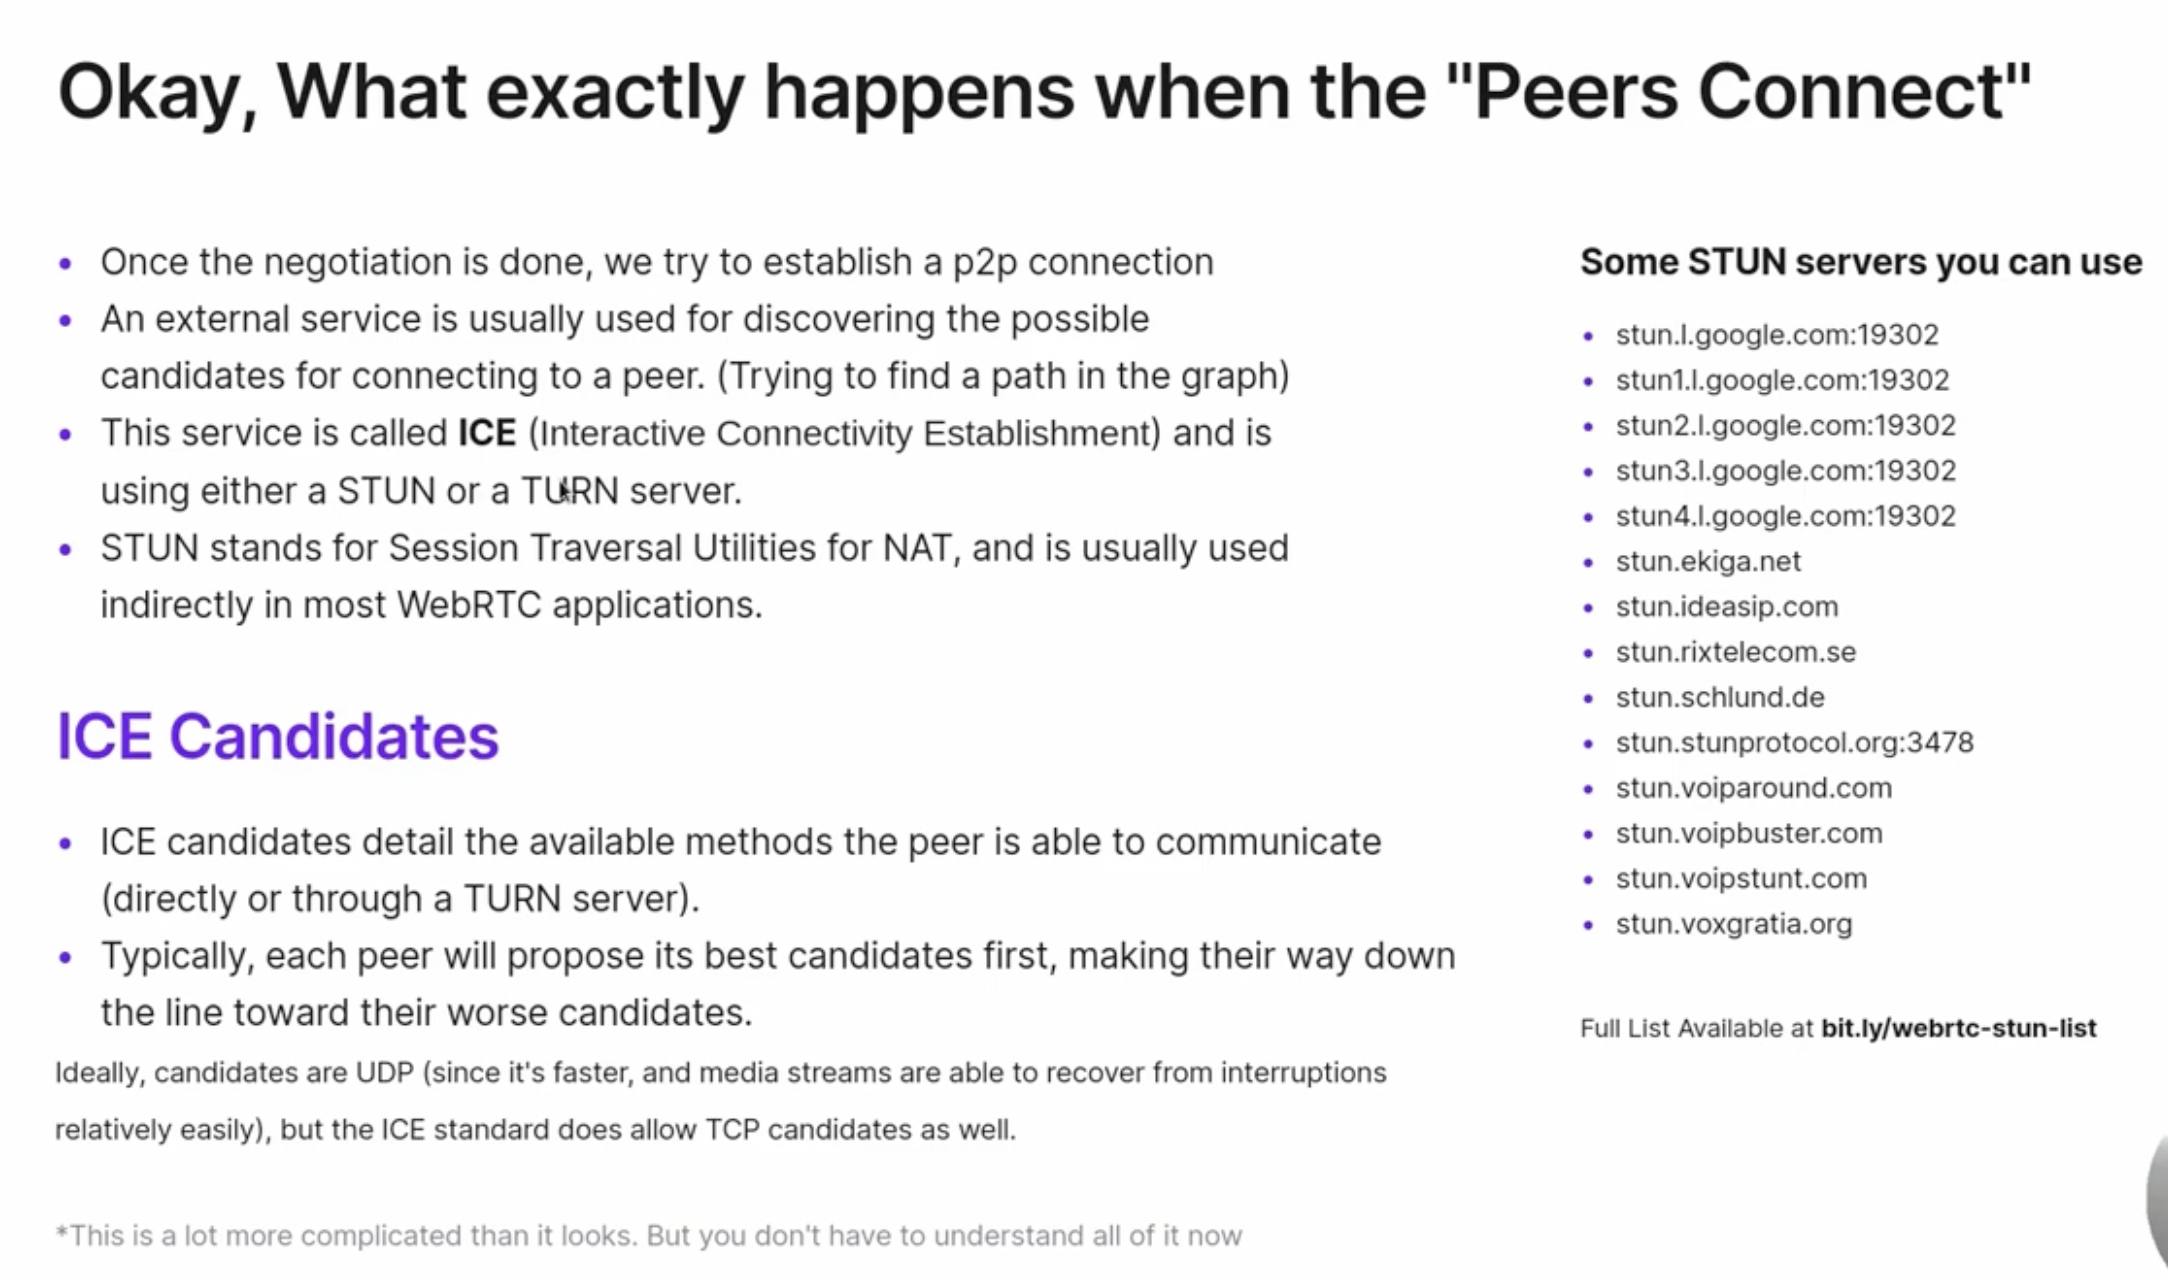 Okay, What exactly happens when the "Peers Connect"
• Once the negotiation is done, we try to establish a p2p connection
• An external service is usually used for discovering the possible
candidates for connecting to a peer. (Trying to find a path in the graph)
• This service is called ICE (Interactive Connectivity Establishment) and is
using either a STUN or a TURN server.
• STUN stands for Session Traversal Utilities for NAT, and is usually used
indirectly in most WebRTC applications.
ICE Candidates
• ICE candidates detail the available methods the peer is able to communicate
(directly or through a TURN server).
• Typically, each peer will propose its best candidates first, making their way down
the line toward their worse candidates.
Ideally, candidates are UDP (since it's faster, and media streams are able to recover from interruptions
relatively easily), but the ICE standard does allow TCP candidates as well.
*This is a lot more complicated than it looks. But you don't have to understand all of it now
Some STUN servers you can use
• stun.l.google.com:19302
• stun1.l.google.com:19302
• stun2.l.google.com:19302
• stun3.l.google.com:19302
• stun4.l.google.com:19302
• stun.ekiga.net
• stun.ideasip.com
• stun.rixtelecom.se
• stun.schlund.de
• stun.stunprotocol.org:3478
• stun.voiparound.com
• stun.voipbuster.com
• stun.voipstunt.com
• stun.voxgratia.org
Full List Available at bit.ly/webrtc-stun-list